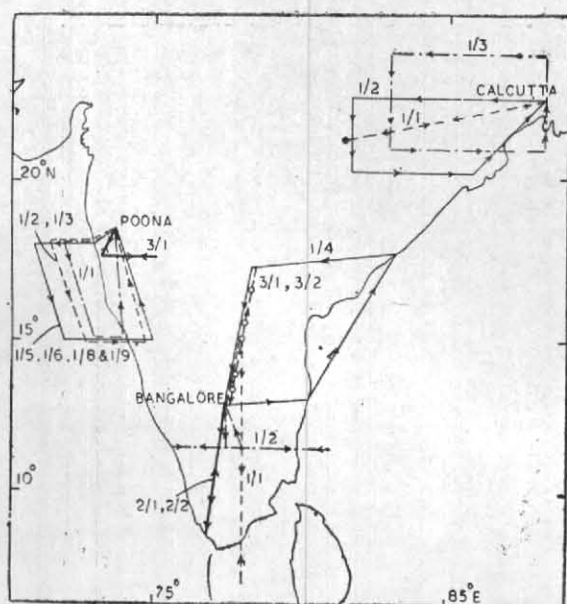 1/3
1/2
CALCUTTA
1/1
20°N
1/2, 1/3
POONA
3/1
1/4
1/1
3/1, 3/2
15°
1/5, 1/6, 1/8 & 1/9
BANGALORE
1/2
10°
1/1
2/1, 2/2
75°
85°E